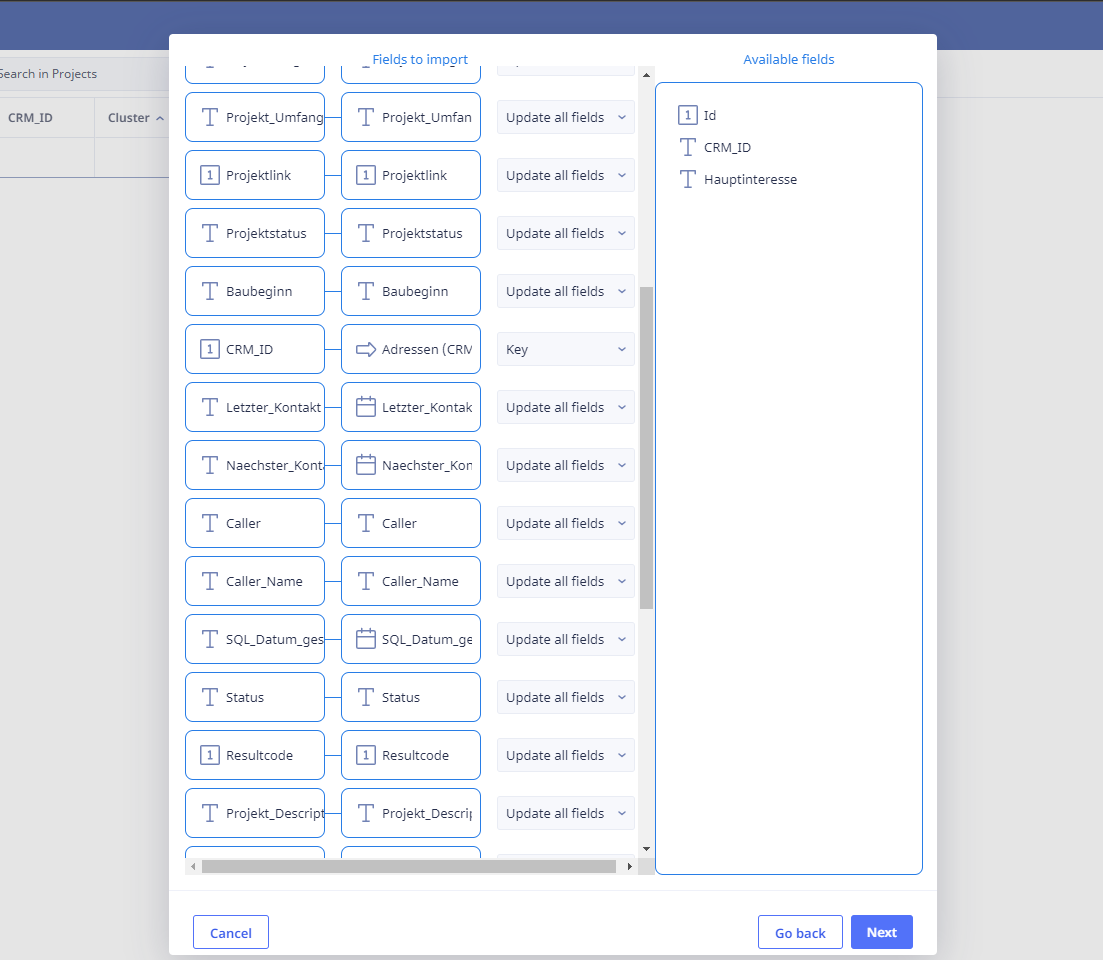 Fields to import
Available fields
Search in Projects
CRM_ID
Cluster
Projekt_Umfang
Projekt_Umfan
Update all fields
Projektlink
Projektlink
Update all fields
Projektstatus
Projektstatus
Update all fields
Baubeginn
Baubeginn
Update all fields
CRM_ID
Adressen (CRM
Key
Letzter_Kontakt
Letzter_Kontak
Update all fields
Naechster_Kont
Naechster_Kon
Update all fields
Caller
Caller
Update all fields
Caller_Name
Caller_Name
Update all fields
SQL_Datum_ges
SQL_Datum_ge
Update all fields
Status
Status
Update all fields
1 Resultcode
1 Resultcode
Update all fields
Projekt_Descript
Projekt_Descrip
Update all fields
Id
CRM_ID
Hauptinteresse
Cancel
Go back
Next